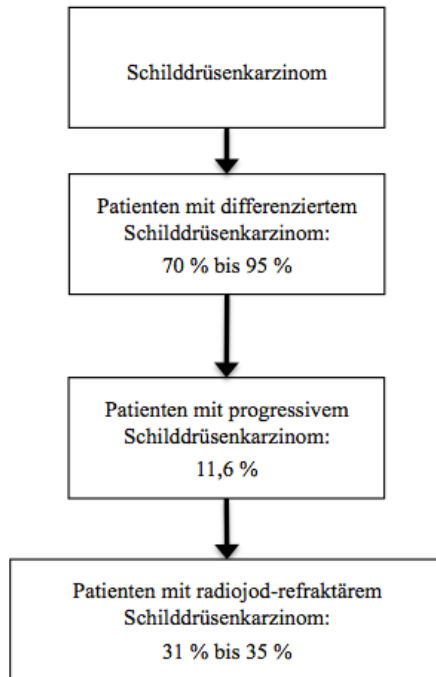 Schilddrüsenkarzinom
Patienten mit differenziertem
Schilddrüsenkarzinom:
70 % bis 95 %
Patienten mit progressivem
Schilddrüsenkarzinom:
11,6 %
Patienten mit radiojod-refraktärem
Schilddrüsenkarzinom:
31 % bis 35 %